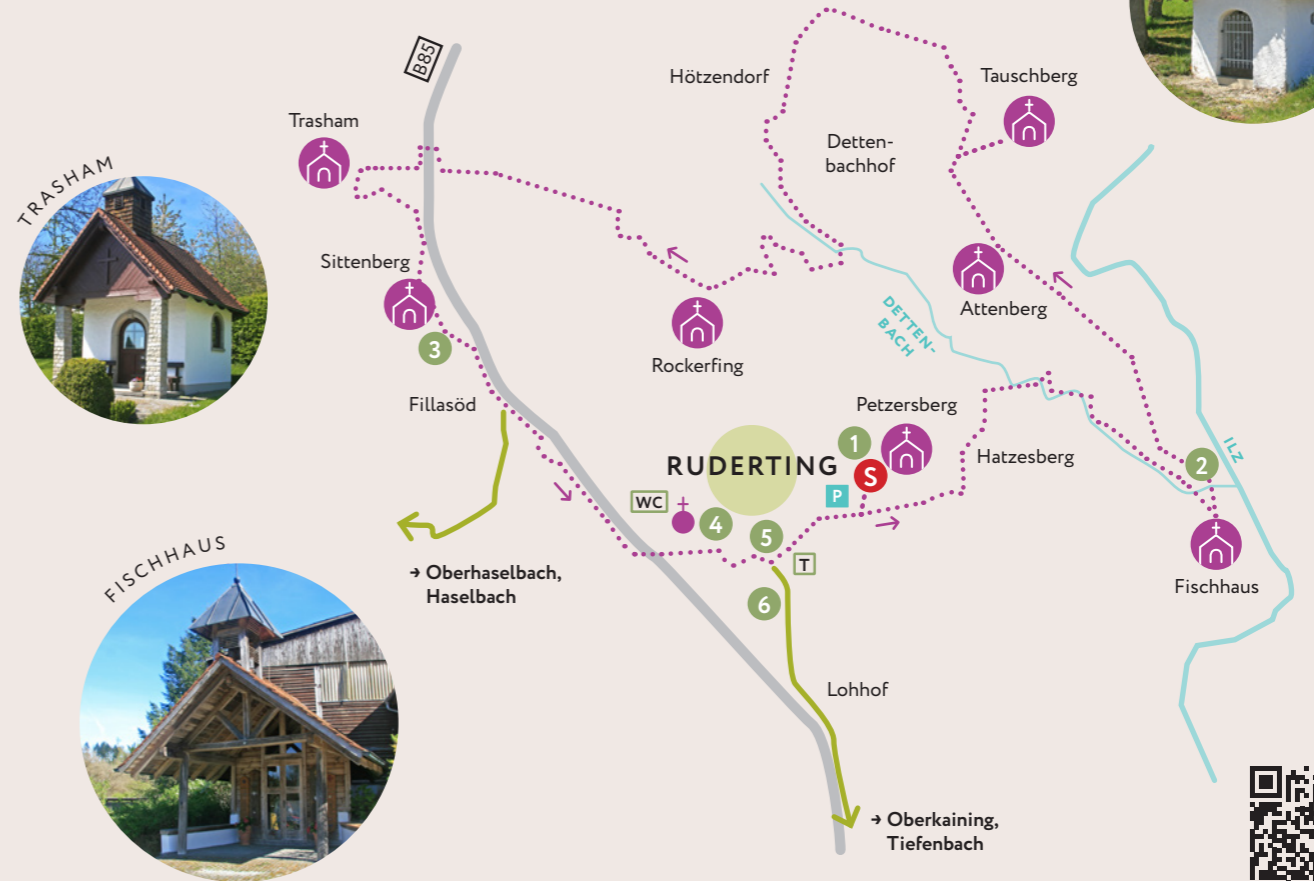 B85
Hötzendorf
Tauschberg
Trasham
Detten-
bachhof
TRASHAM
Sittenberg
Attenberg
DETTEN-
BACH
Rockerfing
3
Fillasöd
Petzersberg
1
RUDERTING
S
Hatzesberg
2
ILZ
P
WC
4
5
T
→ Oberhaselbach,
Haselbach
FISCHHAUS
6
Fischhaus
Lohhof
→ Oberkaining,
Tiefenbach